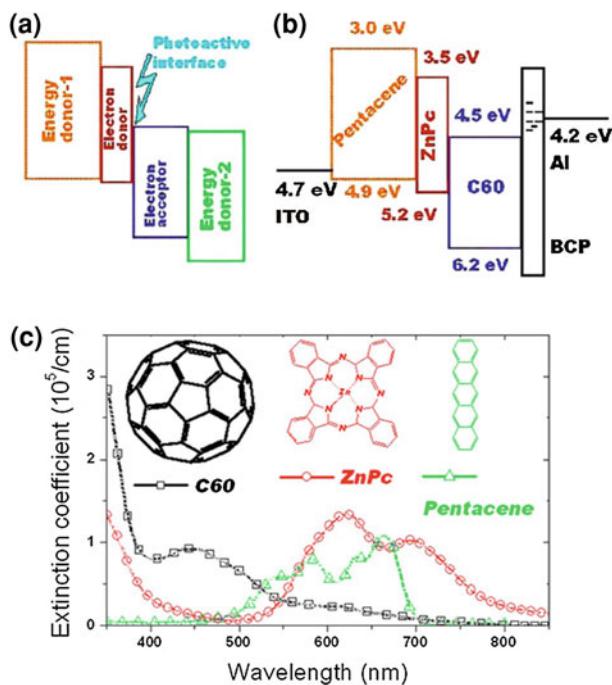 (a)
Photoactive
interface
Energy
donor-1
Electron
donor
Electron
acceptor
Energy
donor-2
(b)
3.0 eV
3.5 eV
4.5 eV
Pentacene
ZnPc
C60
4.2 eV
Al
4.7 eV
ITO
4.9 eV
5.2 eV
6.2 eV
BCP
(c)
Extinction coefficient (10⁵/cm)
3
2
1
0
N
N
N
N
N
Zn
N
N
N
C60
ZnPc
Pentacene
400
500
600
700
800
Wavelength (nm)